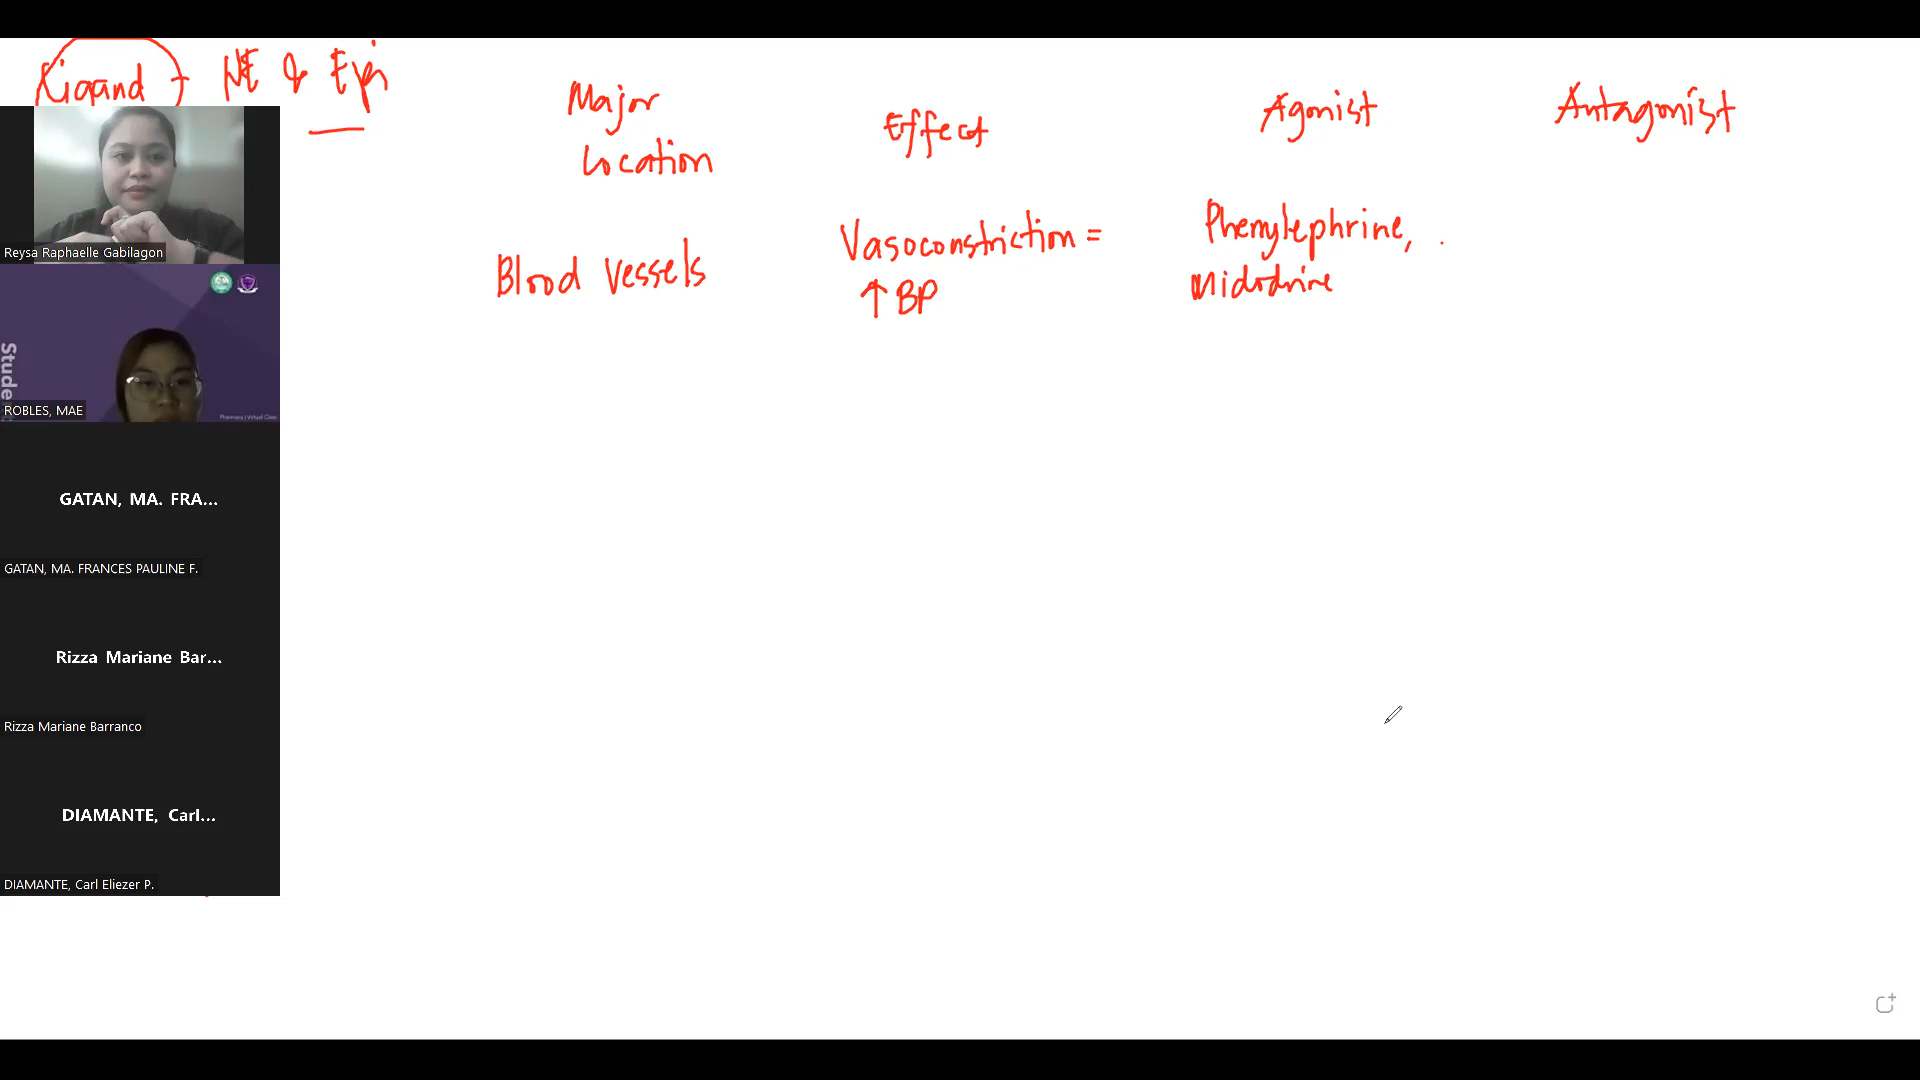 Ligand - NE & Epi
Major
Location
Effect
Agonist
Antagonist
Blood Vessels
Vasoconstriction =
↑ BP
Phenylephrine,
Midodrine
Reysa Raphaelle Gabilagon
Stude
ROBLES, MAE
GATAN, MA. FRA...
GATAN, MA. FRANCES PAULINE F.
Rizza Mariane Bar...
Rizza Mariane Barranco
DIAMANTE, Carl...
DIAMANTE, Carl Eliezer P.